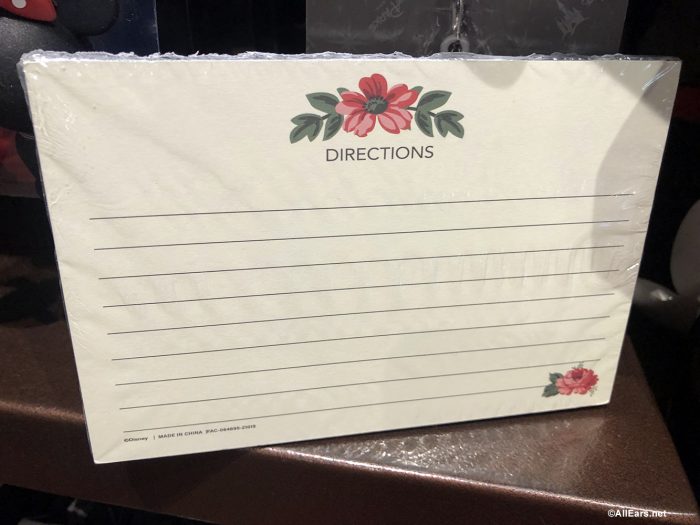 DIRECTIONS
©Disney | MADE IN CHINA
©AllEars.net